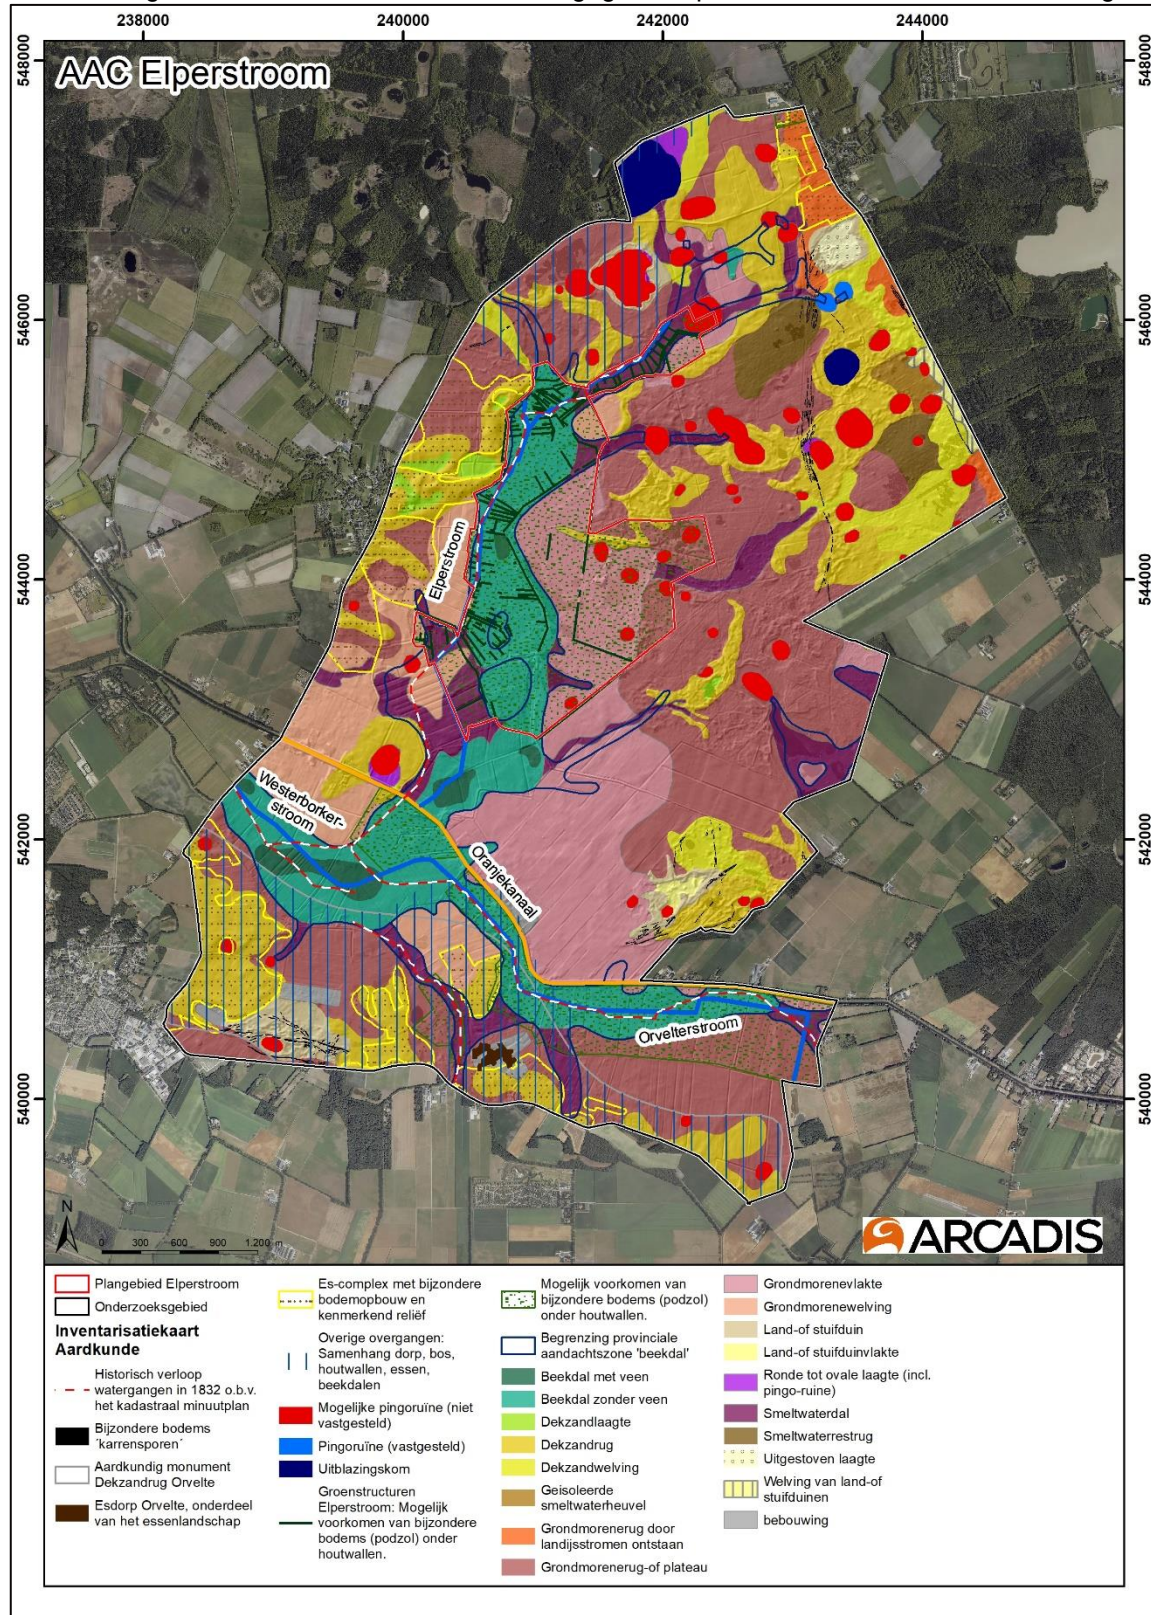 238000
240000
242000
244000
548000
548000
AAC Elperstroom
546000
546000
544000
544000
Elperstroom
Westerborker-
stroom
542000
542000
Oranjekanaal
Orvelterstroom
540000
540000
N
0 300 600 900 1.200 m
ARCADIS
Plangebied Elperstroom
Onderzoeksgebied
Inventarisatiekaart
Aardkunde
Historisch verloop
watergangen in 1832 o.b.v.
het kadastraal minuutplan
Bijzondere bodems
´karrensporen´
Aardkundig monument
Dekzandrug Orvelte
Esdorp Orvelte, onderdeel
van het essenlandschap
Es-complex met bijzondere
bodemopbouw en
kenmerkend reliëf
Overige overgangen:
Samenhang dorp, bos,
houtwallen, essen,
beekdalen
Mogelijke pingoruïne (niet
vastgesteld)
Pingoruïne (vastgesteld)
Uitblazingskom
Groenstructuren
Elperstroom: Mogelijk
voorkomen van bijzondere
bodems (podzol) onder
houtwallen.
Mogelijk voorkomen van
bijzondere bodems (podzol)
onder houtwallen.
Begrenzing provinciale
aandachtszone 'beekdal'
Beekdal met veen
Beekdal zonder veen
Dekzandlaagte
Dekzandrug
Dekzandwelving
Geisoleerde
smeltwaterheuvel
Grondmorenerug door
landijsstromen ontstaan
Grondmorenerug-of plateau
Grondmorenevlakte
Grondmorenewelving
Land-of stuifduin
Land-of stuifduinvlakte
Ronde tot ovale laagte (incl.
pingo-ruine)
Smeltwaterdal
Smeltwaterrestrug
Uitgestoven laagte
Welving van land-of
stuifduinen
bebouwing